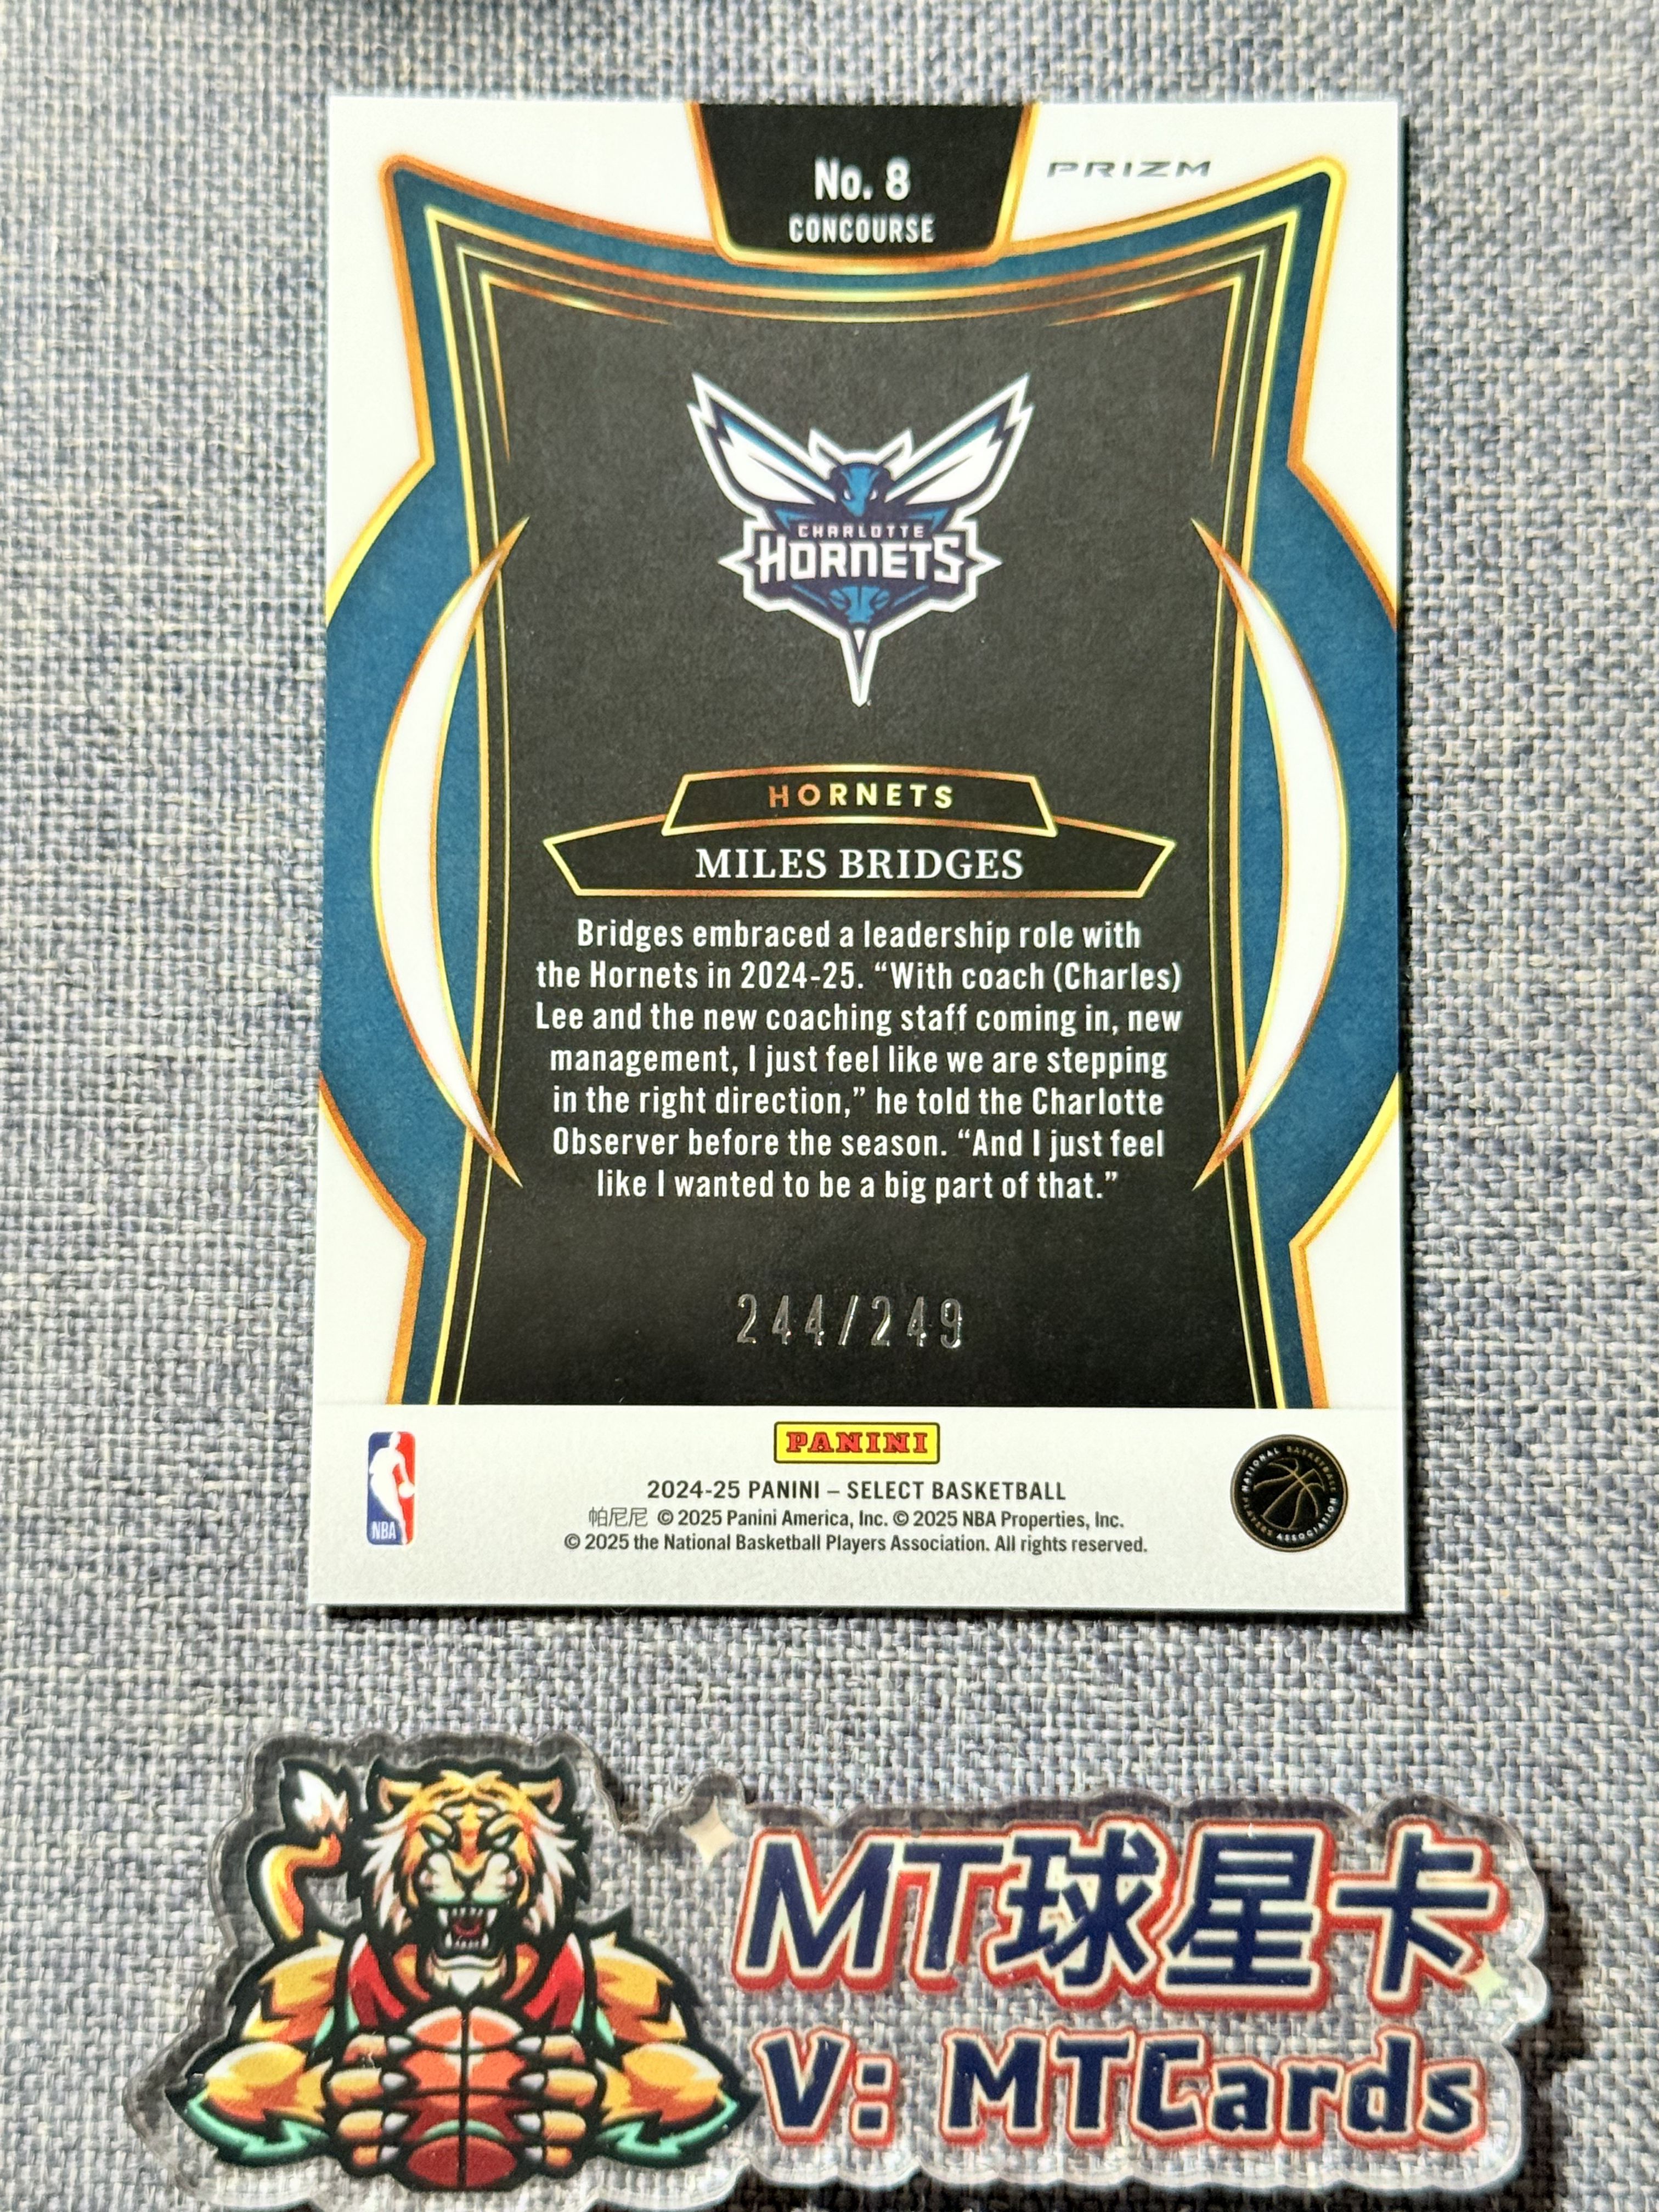 No. 8
CONCOURSE
PRIZM
CHARLOTTE
HORNETS
HORNETS
MILES BRIDGES
Bridges embraced a leadership role with
the Hornets in 2024-25. “With coach (Charles)
Lee and the new coaching staff coming in, new
management, I just feel like we are stepping
in the right direction,” he told the Charlotte
Observer before the season. “And I just feel
like I wanted to be a big part of that.”
244/249
PANINI
NBA
2024-25 PANINI – SELECT BASKETBALL
帕尼尼 © 2025 Panini America, Inc. © 2025 NBA Properties, Inc.
© 2025 the National Basketball Players Association. All rights reserved.
NATIONAL BASKETBALL
PLAYERS ASSOCIATION
MT球星卡
V: MTCards